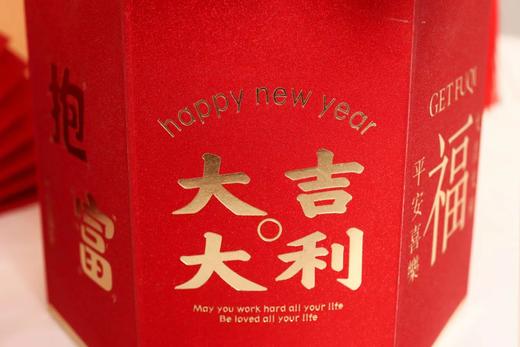 抱
富
happy new year
大吉
大利
May you work hard all your life
Be loved all your life
GET FUQI
福
平安喜樂